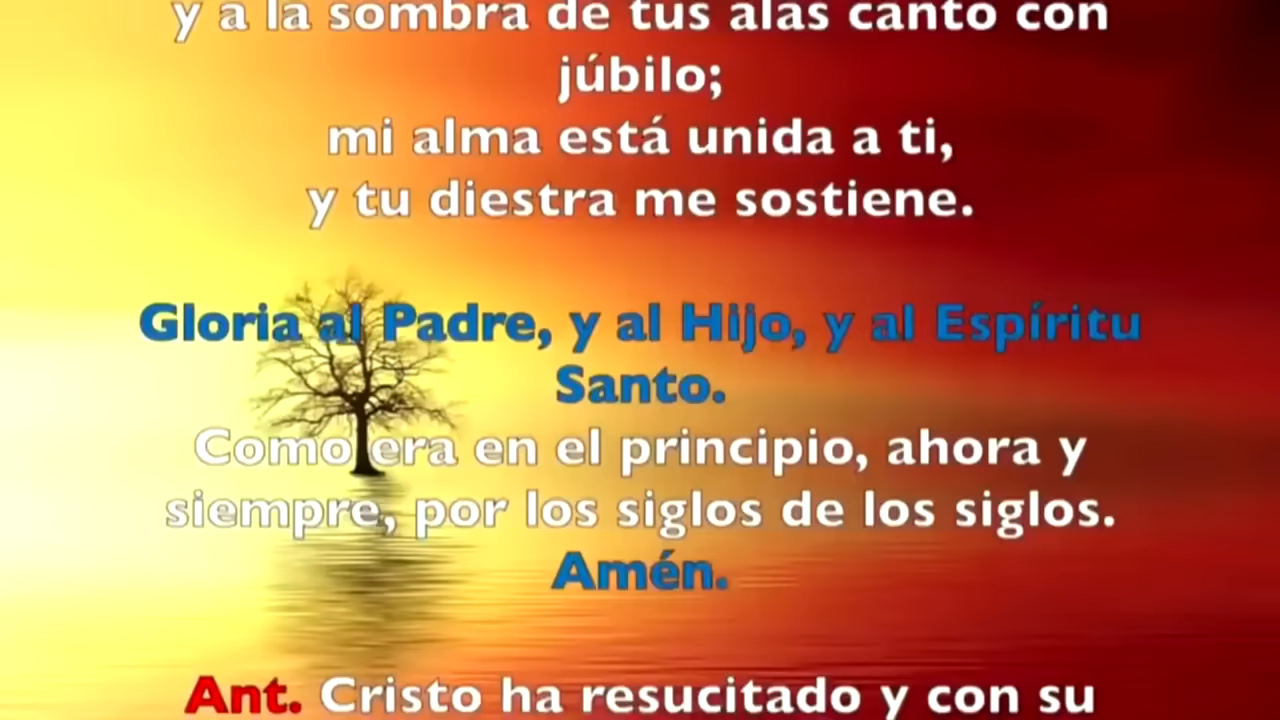 y a la sombra de tus alas canto con
júbilo;
mi alma está unida a ti,
y tu diestra me sostiene.
Gloria al Padre, y al Hijo, y al Espíritu
Santo.
Como era en el principio, ahora y
siempre, por los siglos de los siglos.
Amén.
Ant. Cristo ha resucitado y con su